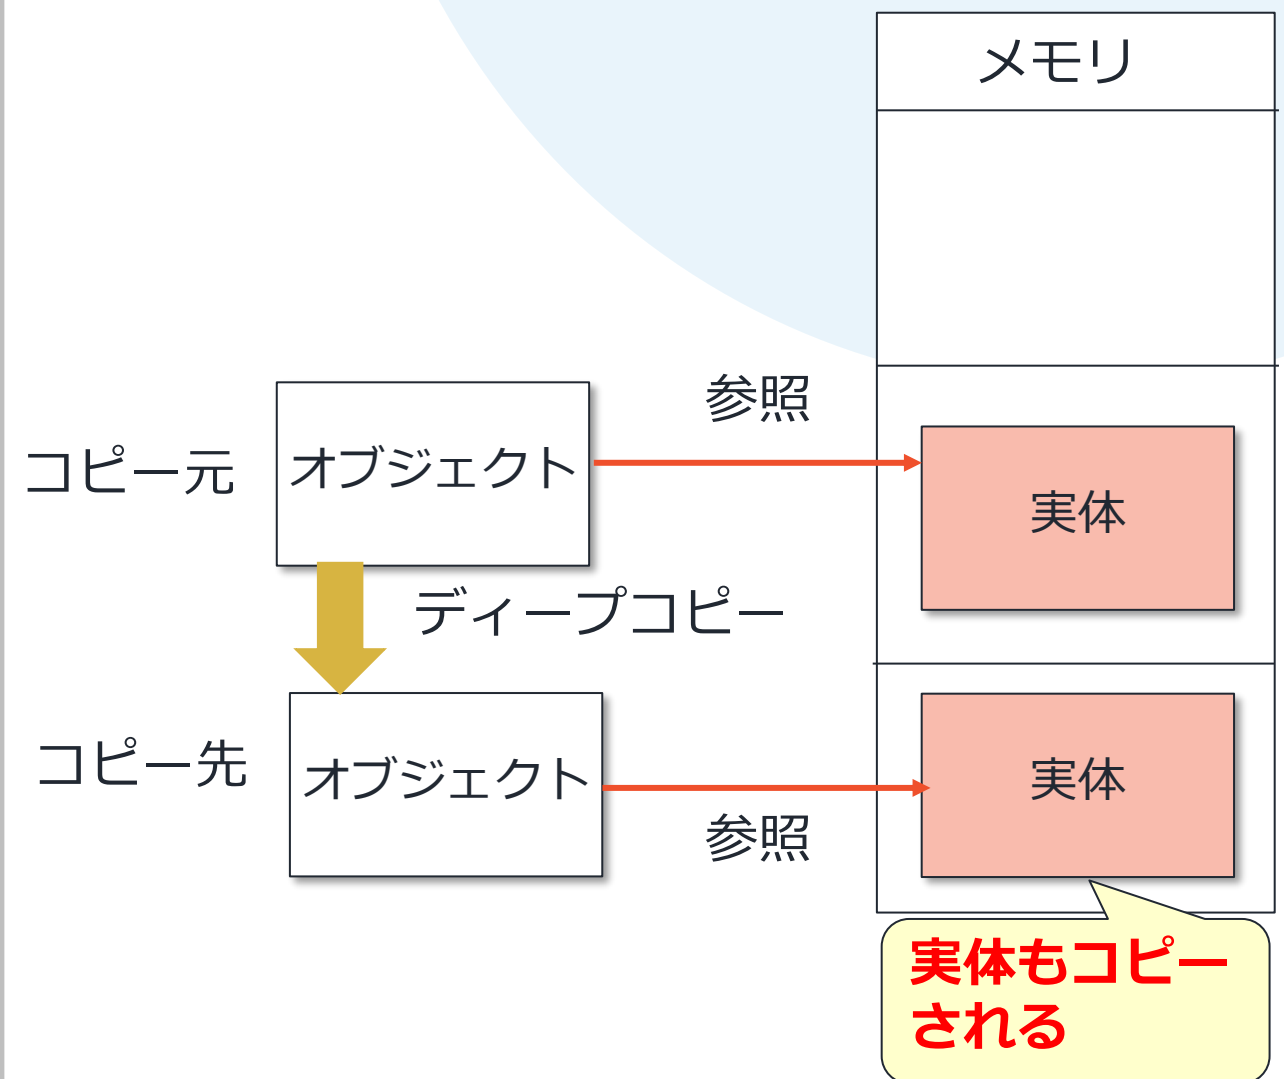 メモリ
参照
コピー元
オブジェクト
実体
ディープコピー
コピー先
オブジェクト
実体
参照
実体もコピー
される